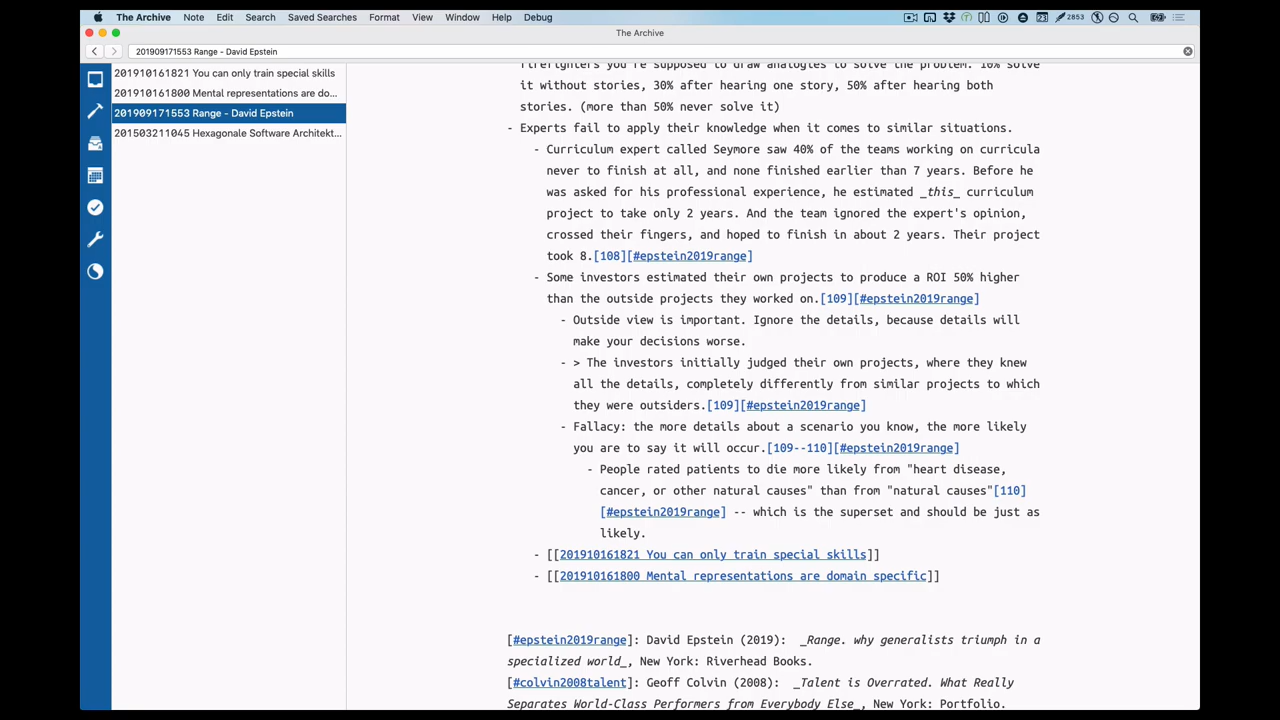 The Archive Note Edit Search Saved Searches Format View Window Help Debug 23 2853
The Archive
201909171553 Range - David Epstein
201910161821 You can only train special skills
201910161800 Mental representations are do...
201909171553 Range - David Epstein
201503211045 Hexagonale Software Architekt...
firefighters you're supposed to draw analogies to solve the problem. 10% solve
it without stories, 30% after hearing one story, 50% after hearing both
stories. (more than 50% never solve it)
- Experts fail to apply their knowledge when it comes to similar situations.
- Curriculum expert called Seymore saw 40% of the teams working on curricula
never to finish at all, and none finished earlier than 7 years. Before he
was asked for his professional experience, he estimated _this_ curriculum
project to take only 2 years. And the team ignored the expert's opinion,
crossed their fingers, and hoped to finish in about 2 years. Their project
took 8.[108][#epstein2019range]
- Some investors estimated their own projects to produce a ROI 50% higher
than the outside projects they worked on.[109][#epstein2019range]
- Outside view is important. Ignore the details, because details will
make your decisions worse.
- > The investors initially judged their own projects, where they knew
all the details, completely differently from similar projects to which
they were outsiders.[109][#epstein2019range]
- Fallacy: the more details about a scenario you know, the more likely
you are to say it will occur.[109--110][#epstein2019range]
- People rated patients to die more likely from "heart disease,
cancer, or other natural causes" than from "natural causes"[110]
[#epstein2019range] -- which is the superset and should be just as
likely.
- [[201910161821 You can only train special skills]]
- [[201910161800 Mental representations are domain specific]]
[#epstein2019range]: David Epstein (2019): _Range. why generalists triumph in a
specialized world_, New York: Riverhead Books.
[#colvin2008talent]: Geoff Colvin (2008): _Talent is Overrated. What Really
Separates World-Class Performers from Everybody Else_, New York: Portfolio.